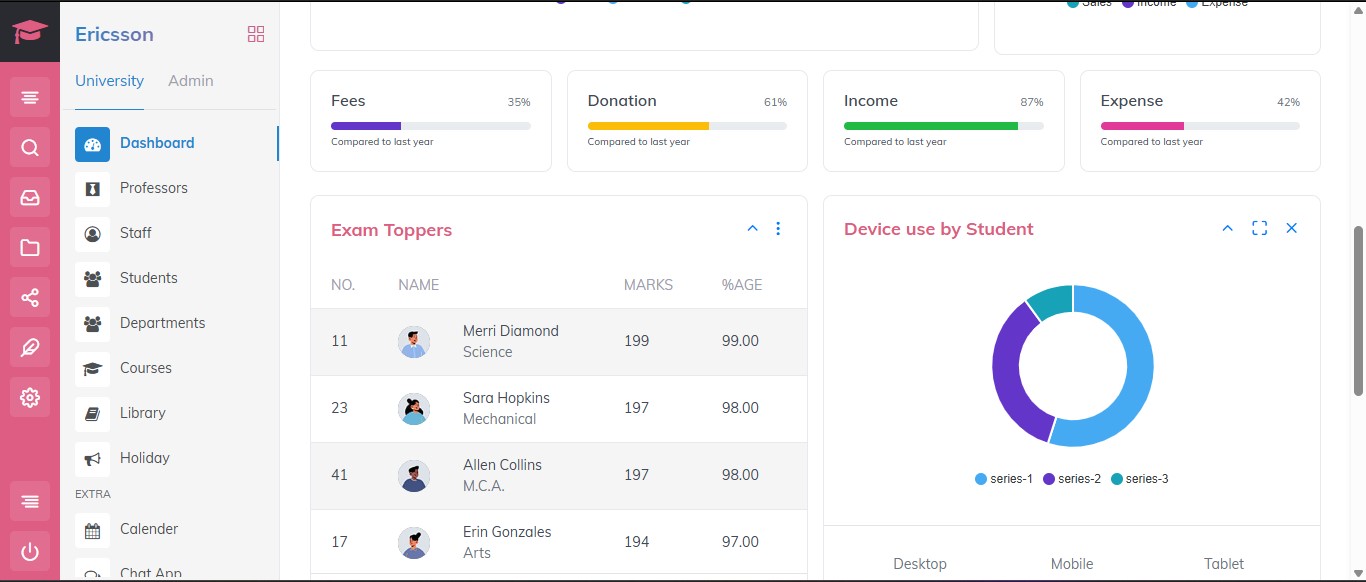 Sales Income Expense
Ericsson
University Admin
Dashboard
Professors
Staff
Students
Departments
Courses
Library
Holiday
EXTRA
Calender
Chat App
Fees 35%
Compared to last year
Donation 61%
Compared to last year
Income 87%
Compared to last year
Expense 42%
Compared to last year
Exam Toppers
NO. NAME MARKS %AGE
11 Merri Diamond 199 99.00
Science
23 Sara Hopkins 197 98.00
Mechanical
41 Allen Collins 197 98.00
M.C.A.
17 Erin Gonzales 194 97.00
Arts
Device use by Student
series-1 series-2 series-3
Desktop Mobile Tablet